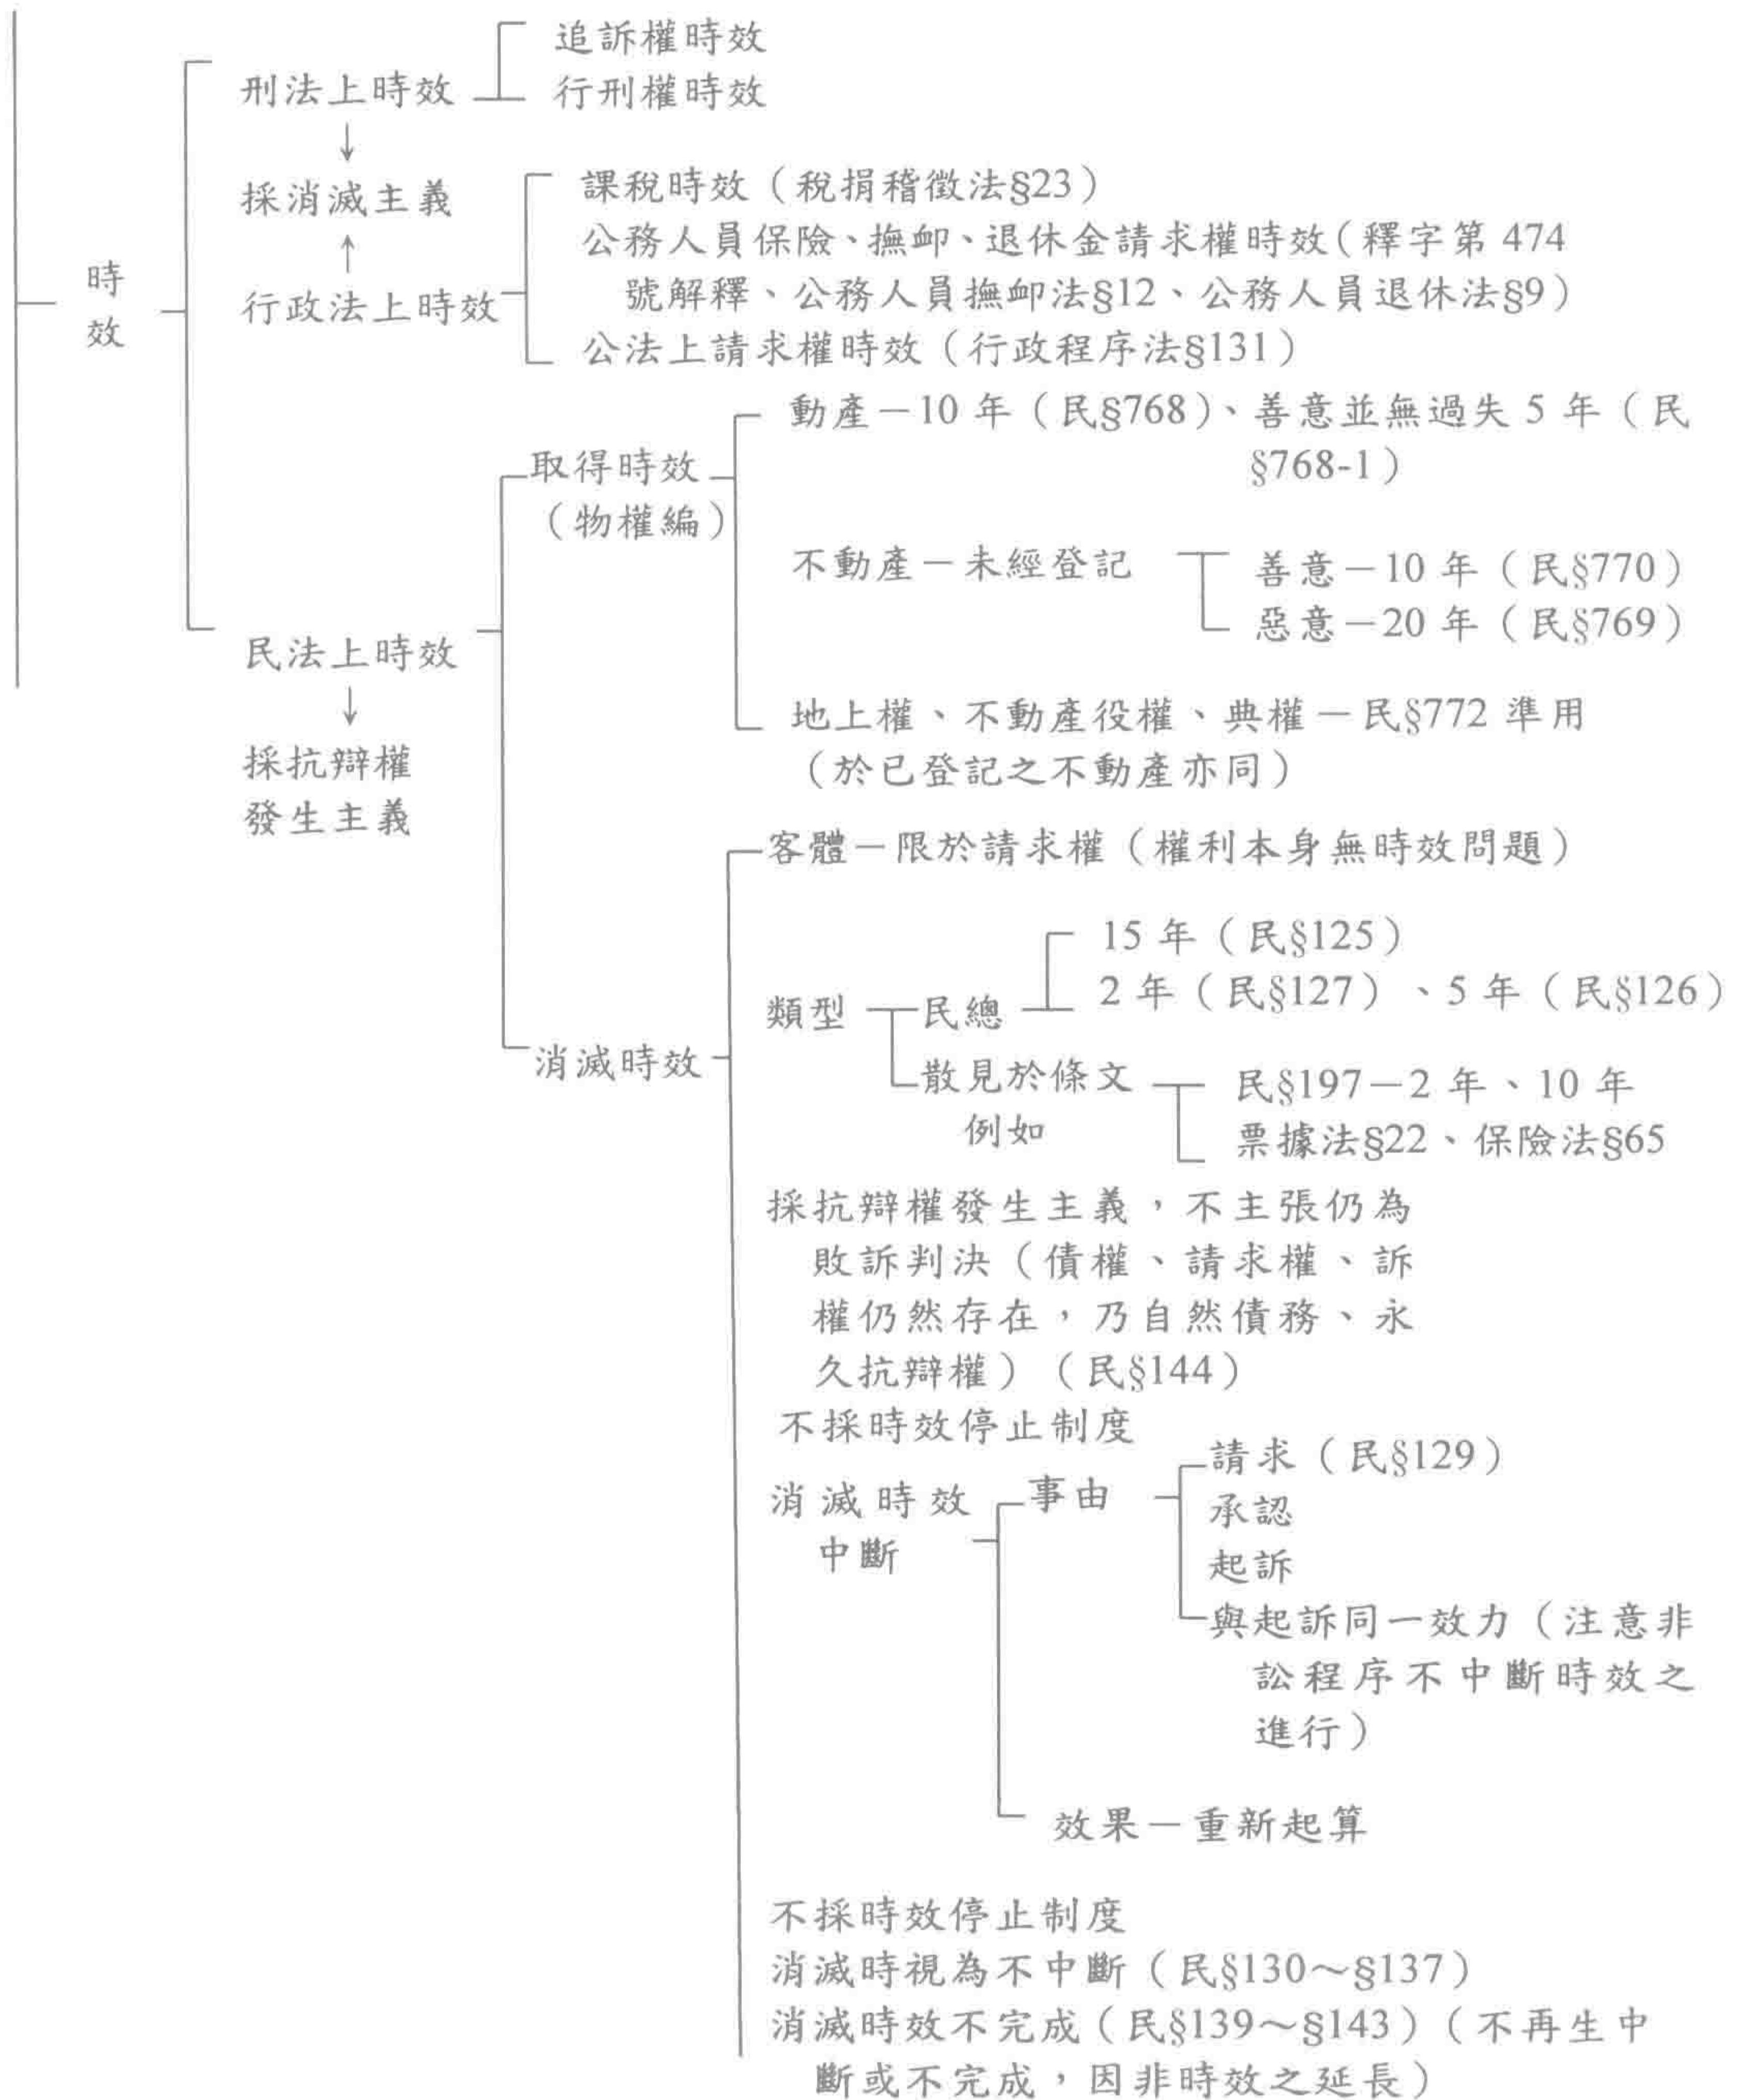 時
效
刑法上時效
追訴權時效
行刑權時效
↓
採消滅主義
↑
行政法上時效
課稅時效（稅捐稽徵法§23）
公務人員保險、撫卹、退休金請求權時效（釋字第 474
號解釋、公務人員撫卹法§12、公務人員退休法§9）
公法上請求權時效（行政程序法§131）
民法上時效
↓
採抗辯權
發生主義
取得時效
（物權編）
動產－10 年（民§768）、善意並無過失 5 年（民
§768-1）
不動產－未經登記
善意－10 年（民§770）
惡意－20 年（民§769）
地上權、不動產役權、典權－民§772 準用
（於已登記之不動產亦同）
消滅時效
客體－限於請求權（權利本身無時效問題）
類型
民總
15 年（民§125）
2 年（民§127）、5 年（民§126）
散見於條文
例如
民§197－2 年、10 年
票據法§22、保險法§65
採抗辯權發生主義，不主張仍為
敗訴判決（債權、請求權、訴
權仍然存在，乃自然債務、永
久抗辯權）（民§144）
不採時效停止制度
消滅時效
中斷
事由
請求（民§129）
承認
起訴
與起訴同一效力（注意非
訟程序不中斷時效之
進行）
效果－重新起算
不採時效停止制度
消滅時視為不中斷（民§130～§137）
消滅時效不完成（民§139～§143）（不再生中
斷或不完成，因非時效之延長）